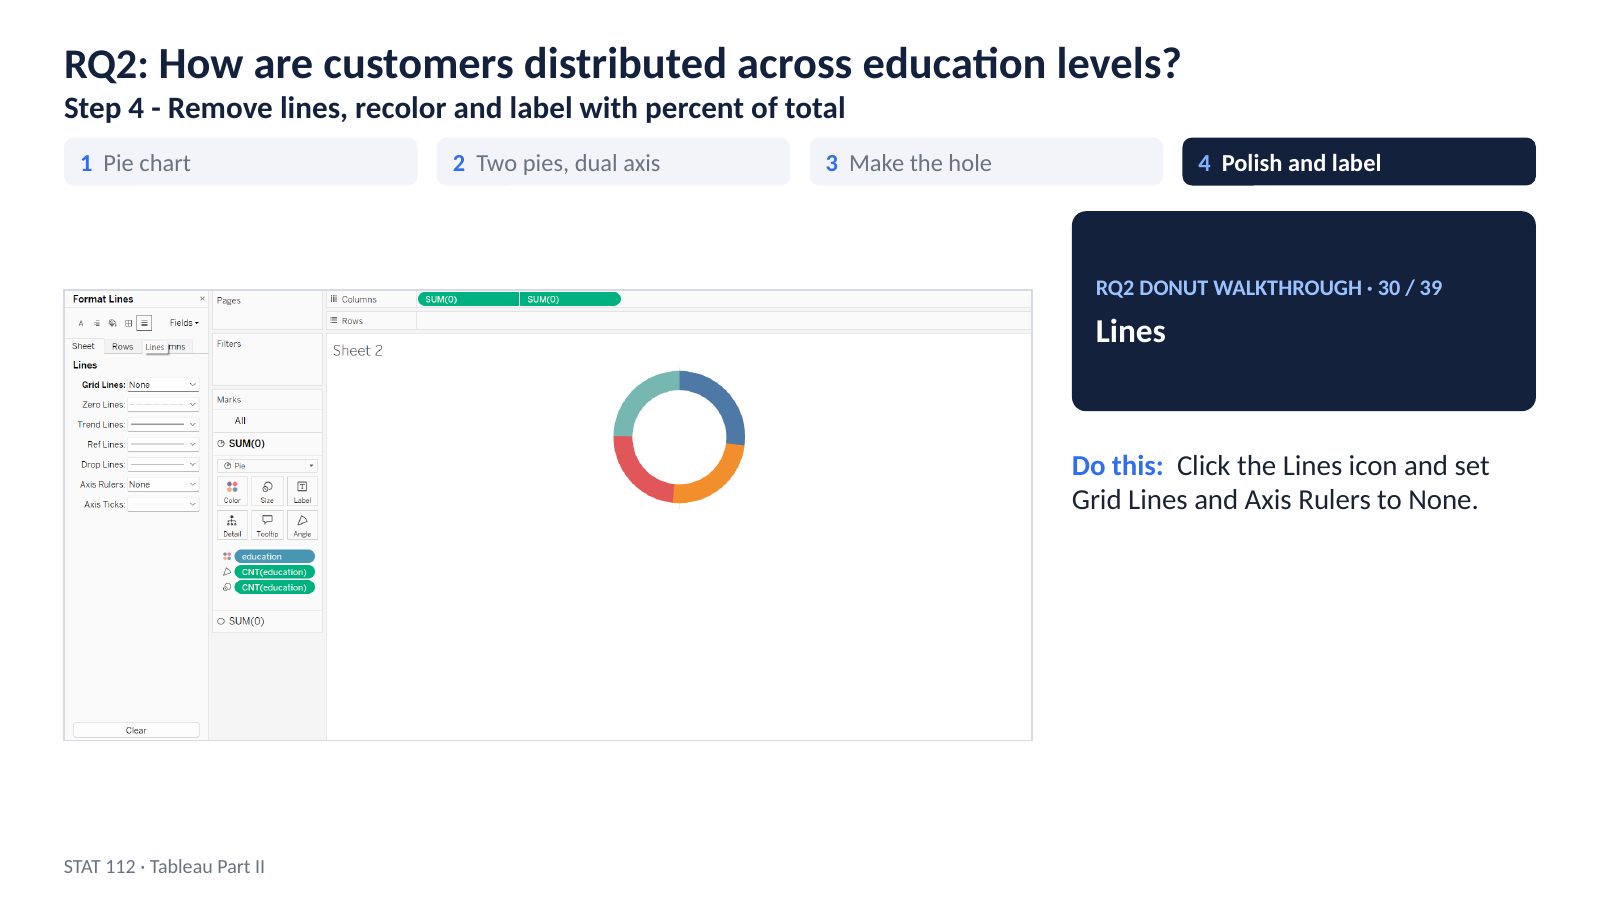 RQ2: How are customers distributed across education levels?
Step 4 - Remove lines, recolor and label with percent of total
1 Pie chart
2 Two pies, dual axis
3 Make the hole
4 Polish and label
Format Lines ×
A Fields
Sheet Rows Lines mns
Lines
Grid Lines: None
Zero Lines:
Trend Lines:
Ref Lines:
Drop Lines:
Axis Rulers: None
Axis Ticks:
Clear
Pages
Filters
Marks
All
SUM(0)
Pie
Color Size Label
Detail Tooltip Angle
education
CNT(education)
CNT(education)
SUM(0)
Columns SUM(0) SUM(0)
Rows
Sheet 2
RQ2 DONUT WALKTHROUGH · 30 / 39
Lines
Do this: Click the Lines icon and set
Grid Lines and Axis Rulers to None.
STAT 112 · Tableau Part II